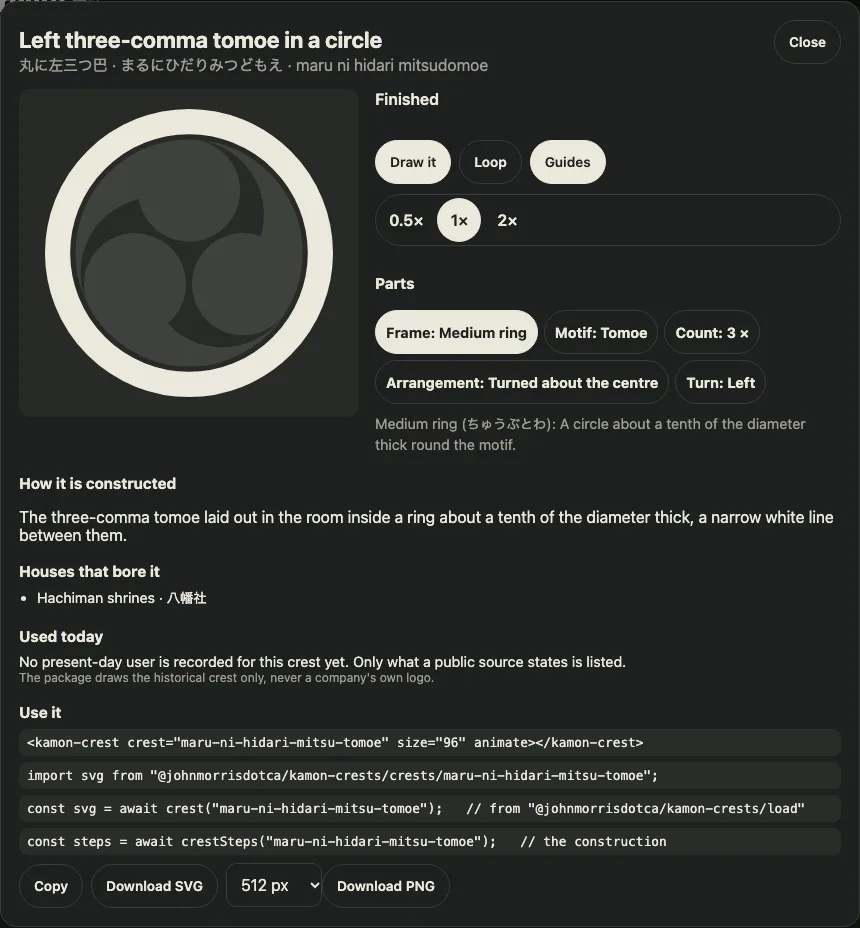 Left three-comma tomoe in a circle
Close
丸に左三つ巴 · まるにひだりみつどもえ · maru ni hidari mitsudomoe
Finished
Draw it
Loop
Guides
0.5×
1×
2×
Parts
Frame: Medium ring
Motif: Tomoe
Count: 3 ×
Arrangement: Turned about the centre
Turn: Left
Medium ring (ちゅうぶとわ): A circle about a tenth of the diameter
thick round the motif.
How it is constructed
The three-comma tomoe laid out in the room inside a ring about a tenth of the diameter thick, a narrow white line
between them.
Houses that bore it
• Hachiman shrines · 八幡社
Used today
No present-day user is recorded for this crest yet. Only what a public source states is listed.
The package draws the historical crest only, never a company's own logo.
Use it
<kamon-crest crest="maru-ni-hidari-mitsu-tomoe" size="96" animate></kamon-crest>
import svg from "@johnmorrisdotca/kamon-crests/crests/maru-ni-hidari-mitsu-tomoe";
const svg = await crest("maru-ni-hidari-mitsu-tomoe");   // from "@johnmorrisdotca/kamon-crests/load"
const steps = await crestSteps("maru-ni-hidari-mitsu-tomoe");   // the construction
Copy
Download SVG
512 px
Download PNG